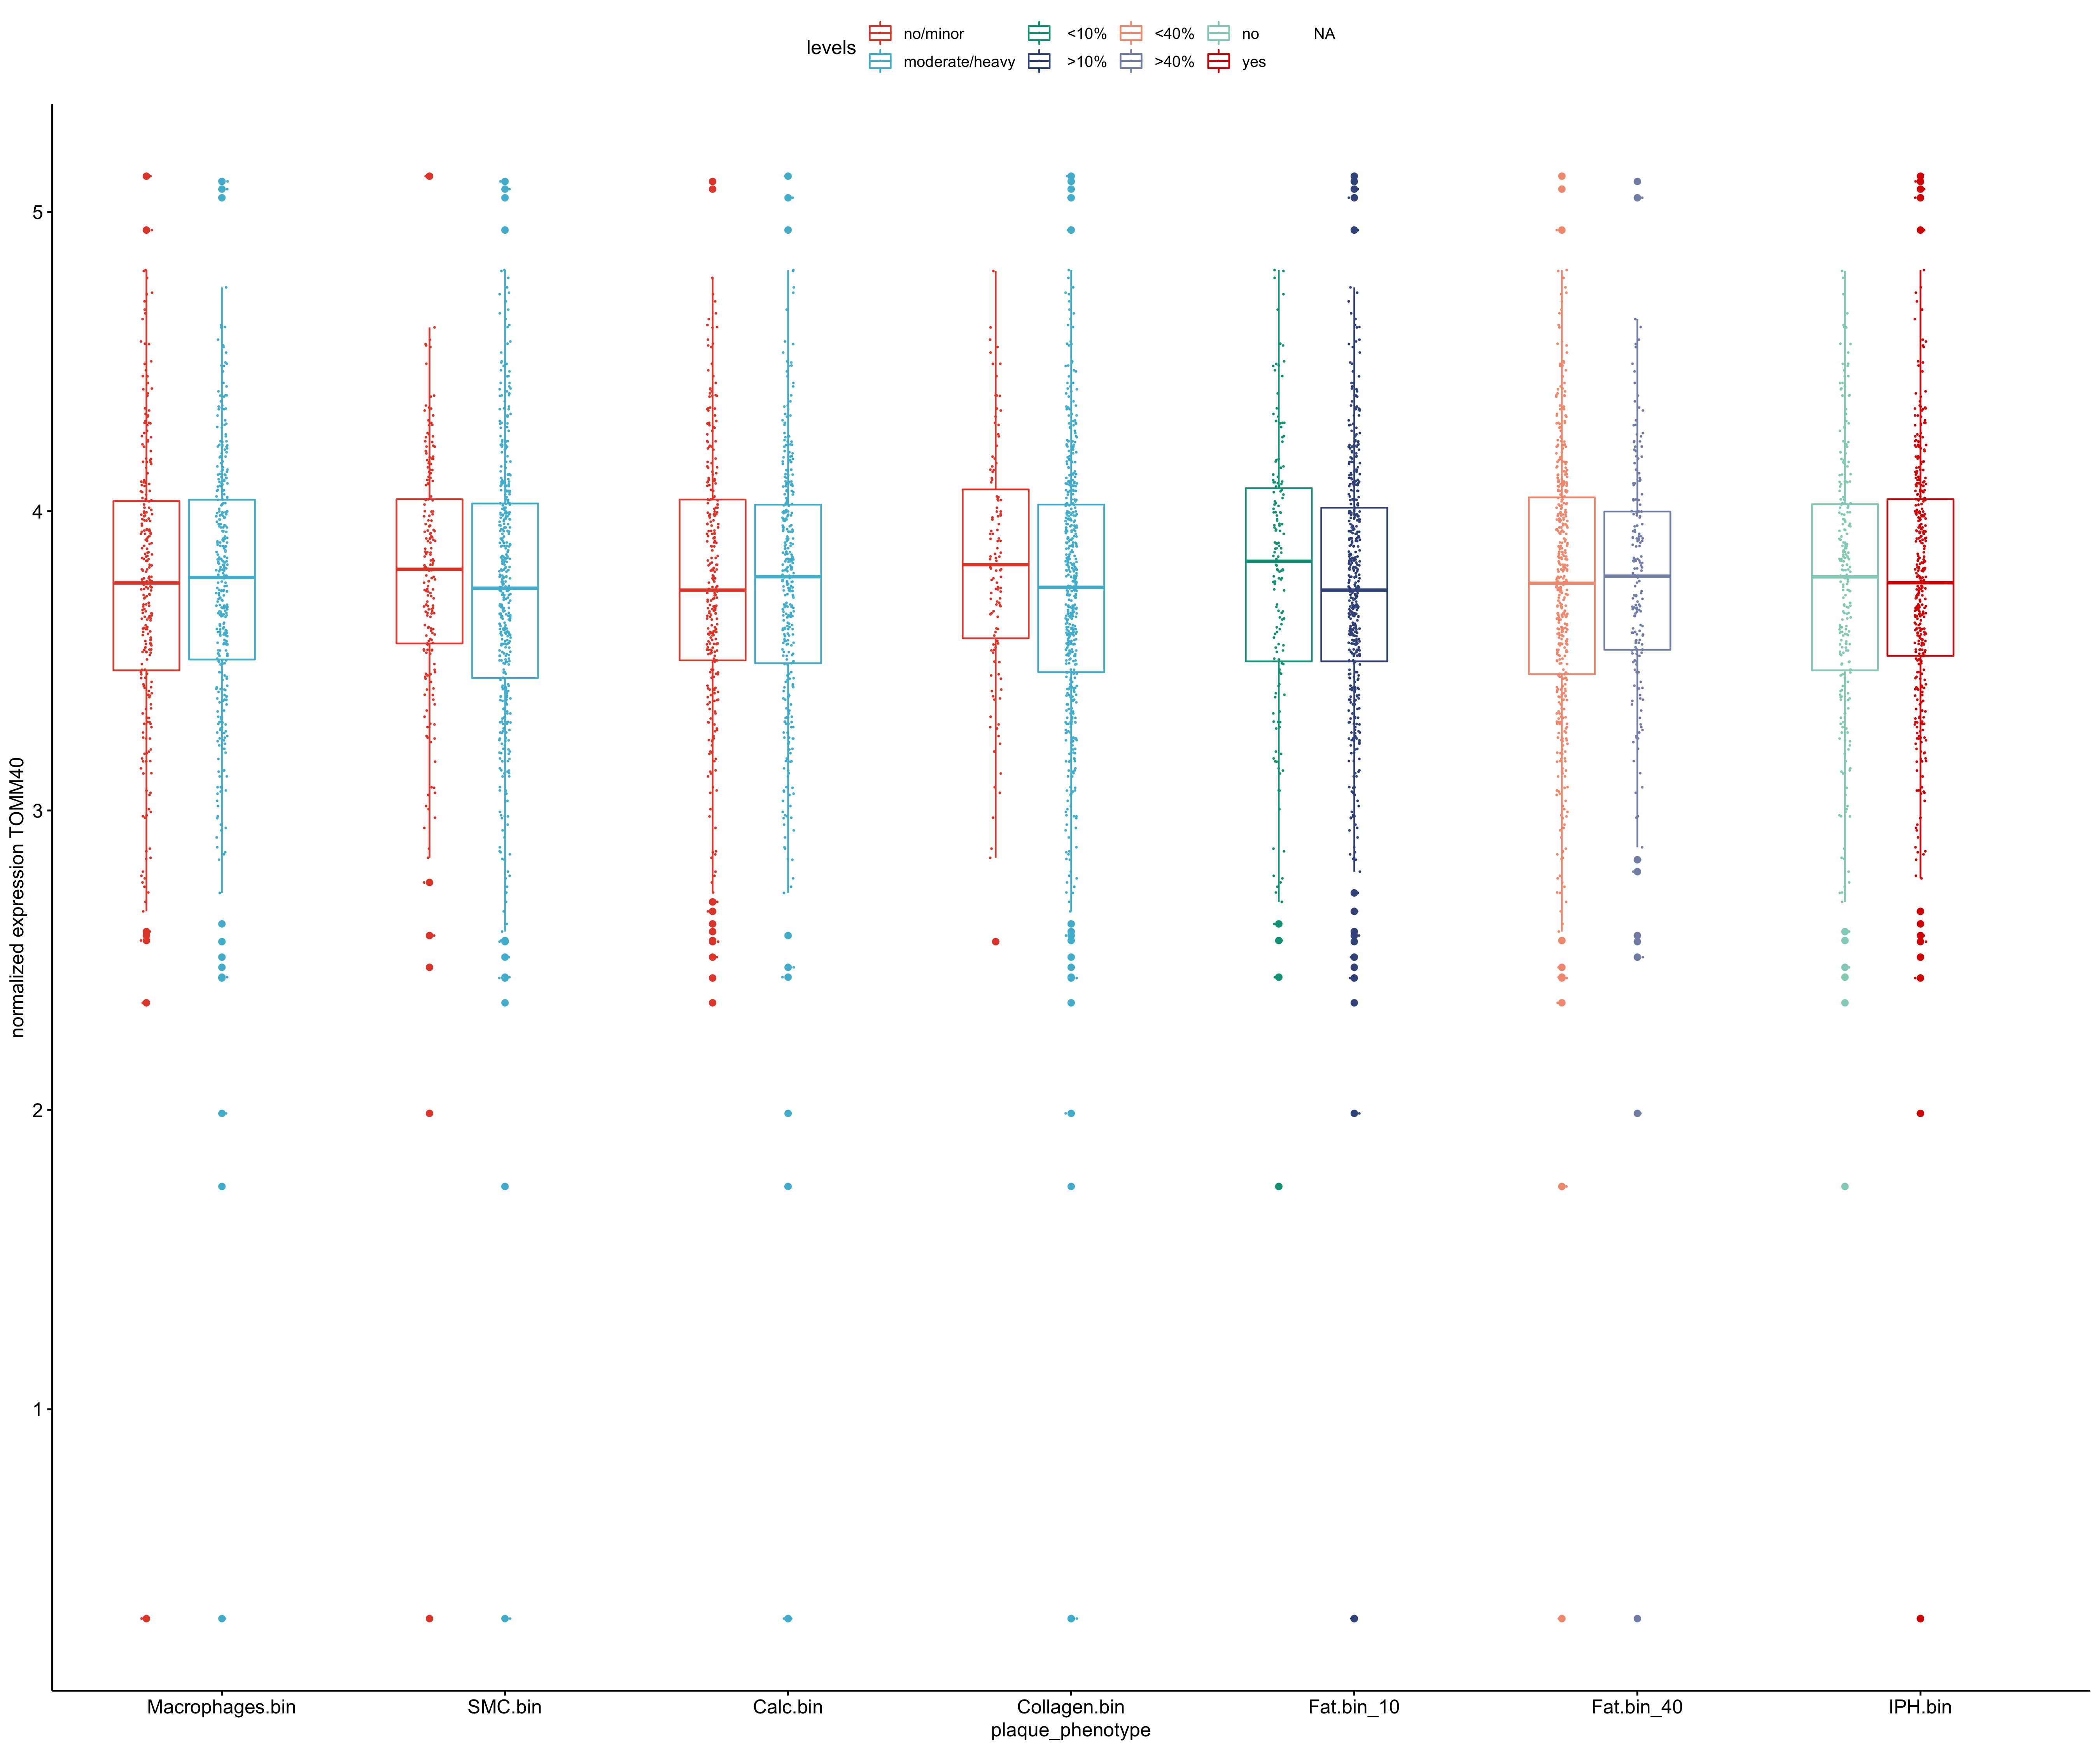 levels
no/minor <10% <40% no NA
moderate/heavy >10% >40% yes
normalized expression TOMM40
5
4
3
2
1
Macrophages.bin SMC.bin Calc.bin Collagen.bin Fat.bin_10 Fat.bin_40 IPH.bin
plaque_phenotype